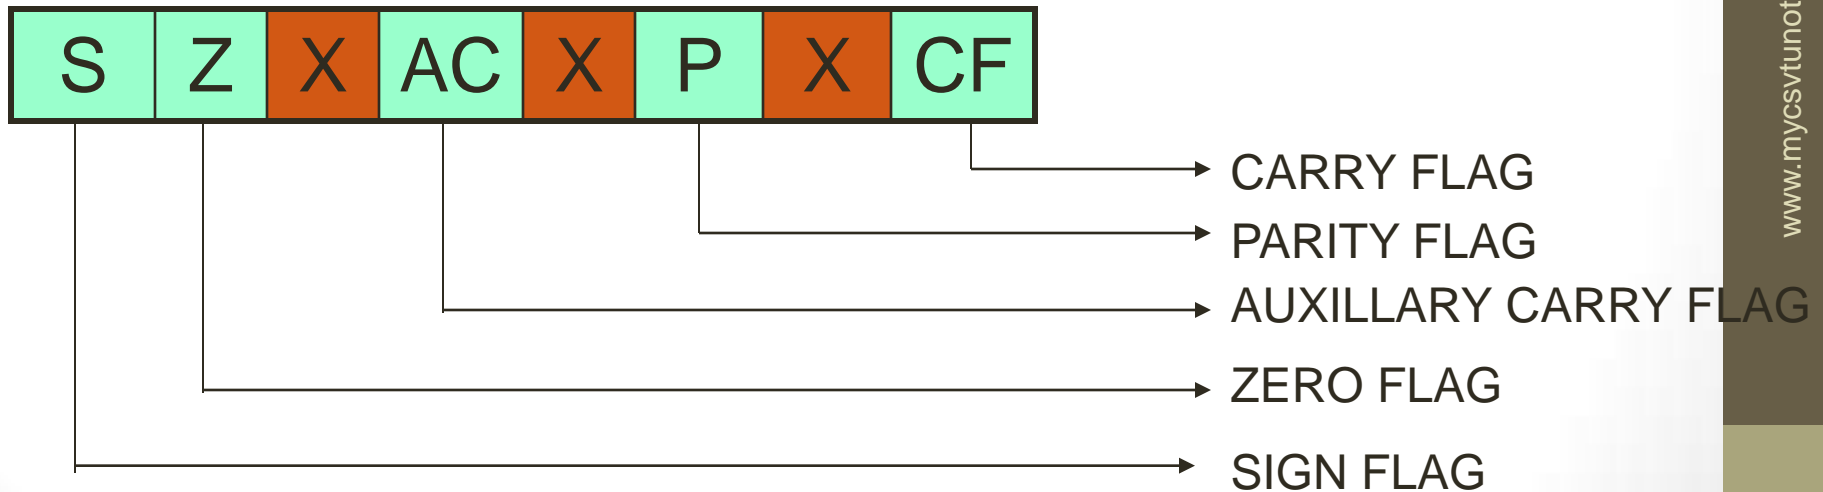 S Z X AC X P X CF
CARRY FLAG
PARITY FLAG
AUXILLARY CARRY FLAG
ZERO FLAG
SIGN FLAG
www.mycsvtunot